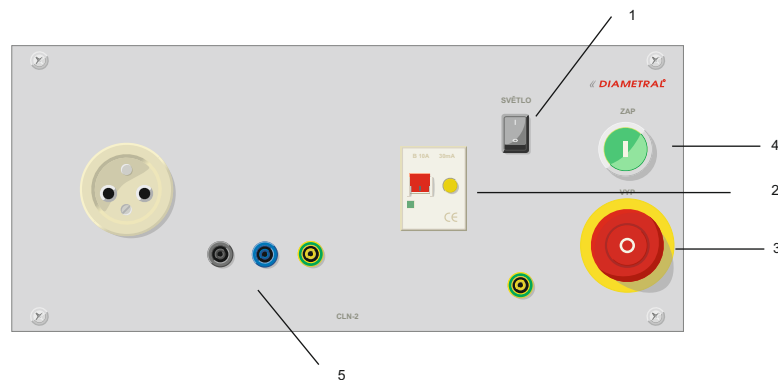 1
SVĚTLO
DIAMETRAL
ZAP
4
B 10A 30mA
2
VYP
CE
3
CLN-2
5